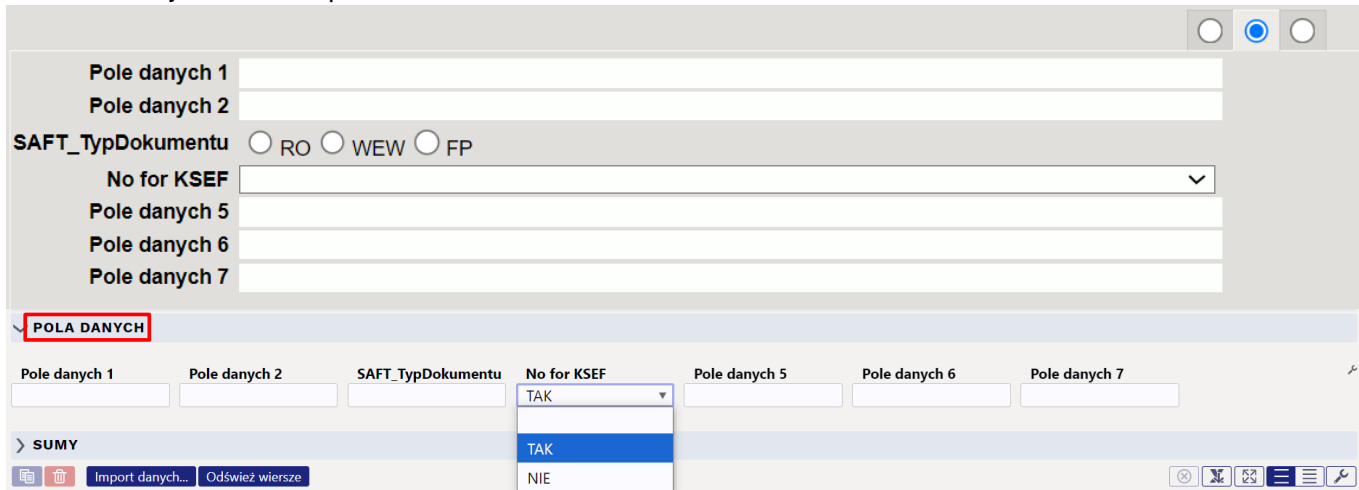 Pole danych 1
Pole danych 2
SAFT_TypDokumentu RO WEW FP
No for KSEF
Pole danych 5
Pole danych 6
Pole danych 7
POLA DANYCH
Pole danych 1 Pole danych 2 SAFT_TypDokumentu No for KSEF Pole danych 5 Pole danych 6 Pole danych 7
TAK
SUMY
TAK
Import danych... Odśwież wiersze
NIE